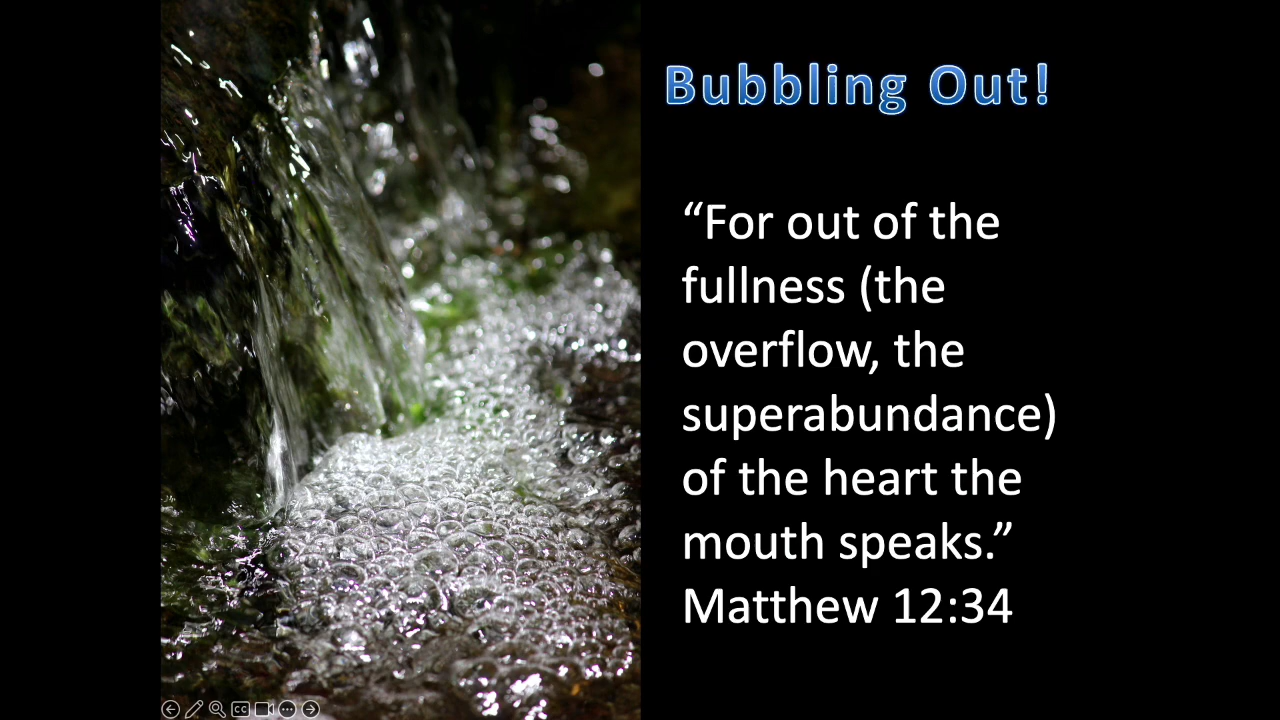 Bubbling Out!
“For out of the
fullness (the
overflow, the
superabundance)
of the heart the
mouth speaks.”
Matthew 12:34
CC